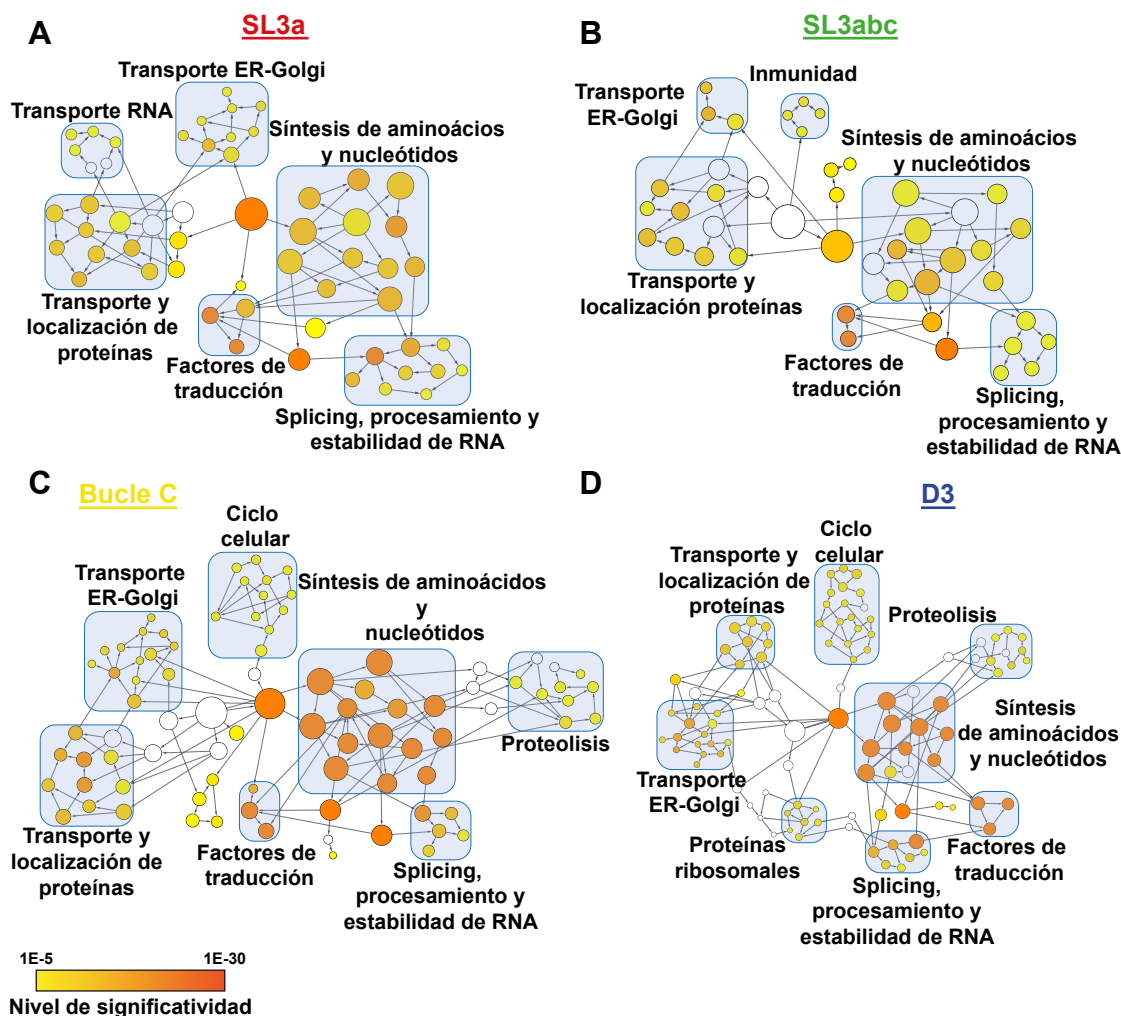 A
SL3a
Transporte ER-Golgi
Transporte RNA
Síntesis de aminoácios
y nucleótidos
Transporte y
localización de
proteínas
Factores de
traducción
Splicing, procesamiento y
estabilidad de RNA
B
SL3abc
Inmunidad
Transporte
ER-Golgi
Síntesis de aminoácios
y nucleótidos
Transporte y
localización proteínas
Factores de
traducción
Splicing,
procesamiento y
estabilidad de RNA
C
Bucle C
Ciclo
celular
Transporte
ER-Golgi
Síntesis de aminoácidos
y
nucleótidos
Proteolisis
Transporte y
localización de
proteínas
Factores de
traducción
Splicing,
procesamiento y
estabilidad de RNA
D
D3
Ciclo
celular
Transporte y
localización de
proteínas
Proteolisis
Síntesis
de aminoácidos
y nucleótidos
Transporte
ER-Golgi
Proteínas
ribosomales
Factores de
traducción
Splicing,
procesamiento y
estabilidad de RNA
1E-5
1E-30
Nivel de significatividad